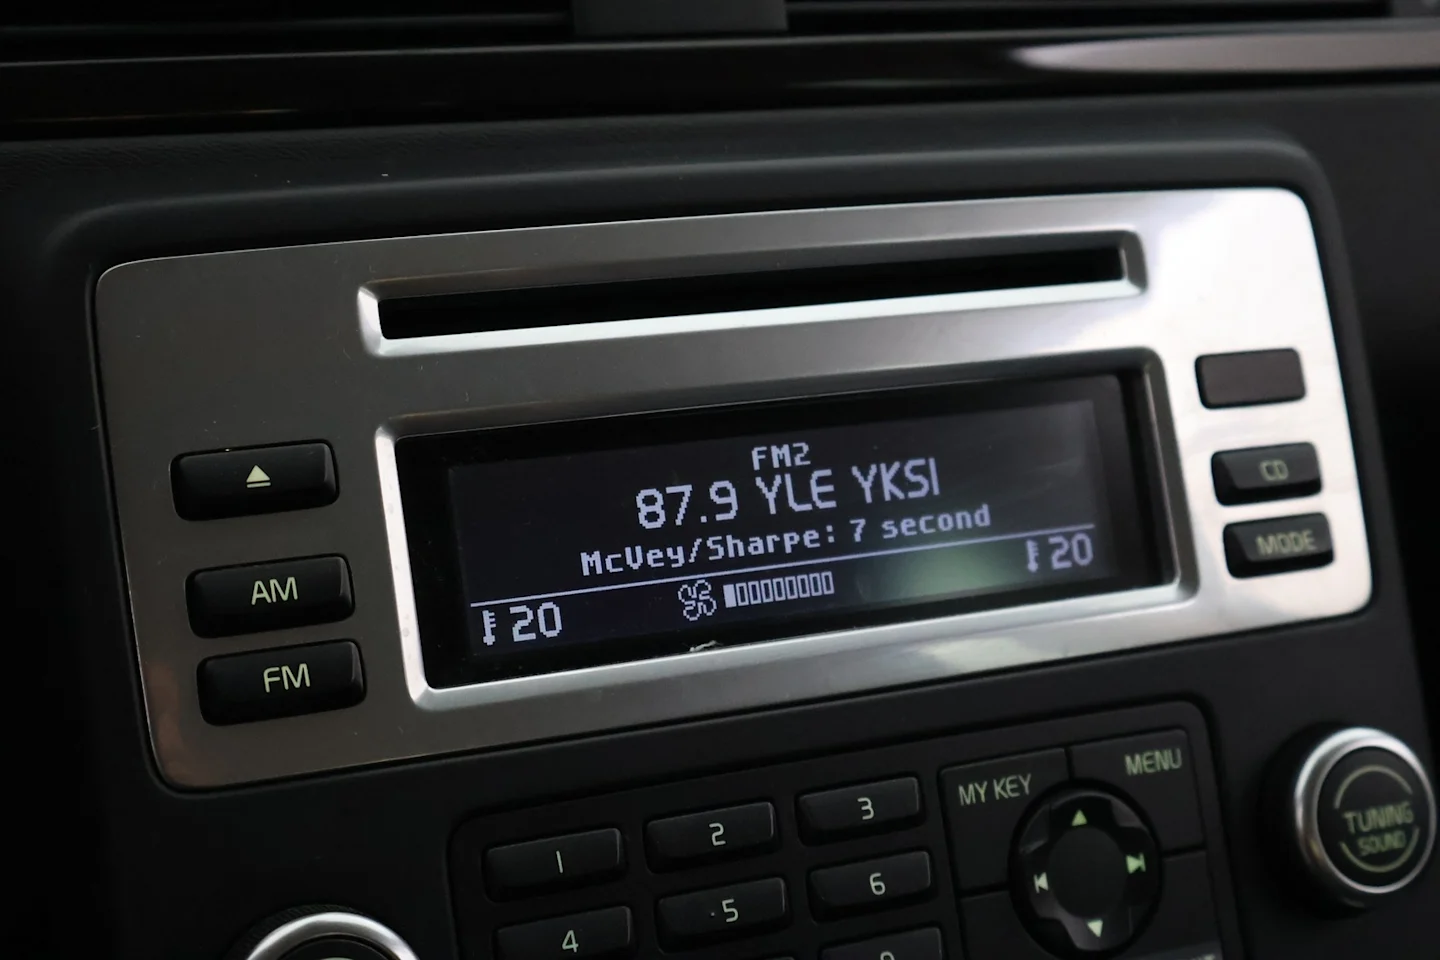 FM2
87.9 YLE YKSI
McVey/Sharpe: 7 second
20
20
AM
FM
CD
MODE
MY KEY
MENU
1
2
3
4
5
6
TUNING
SOUND